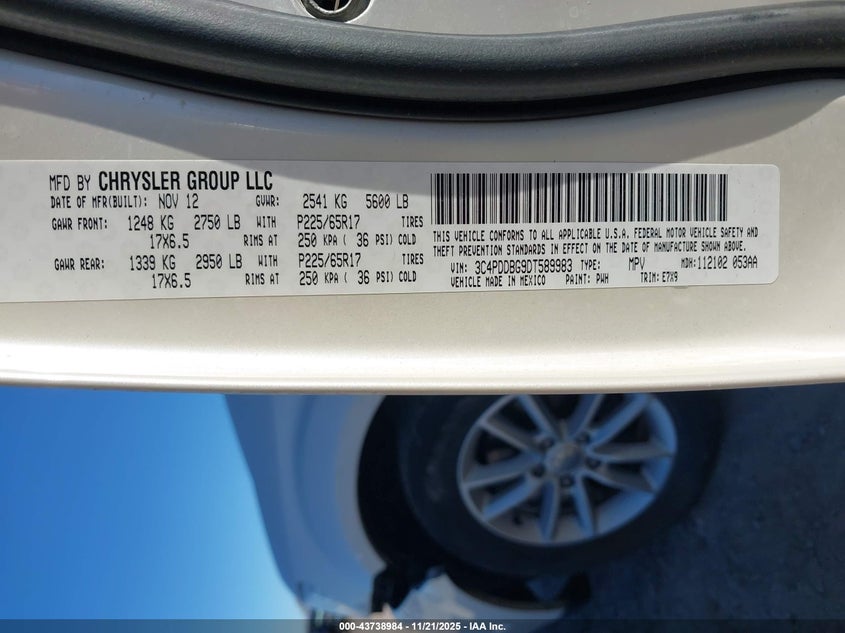 MFD BY CHRYSLER GROUP LLC
DATE OF MFR(BUILT): NOV 12 GVWR: 2541 KG 5600 LB
GAWR FRONT: 1248 KG 2750 LB WITH P225/65R17 TIRES
17X6.5 RIMS AT 250 KPA ( 36 PSI) COLD
GAWR REAR: 1339 KG 2950 LB WITH P225/65R17 TIRES
17X6.5 RIMS AT 250 KPA ( 36 PSI) COLD
THIS VEHICLE CONFORMS TO ALL APPLICABLE U.S.A. FEDERAL MOTOR VEHICLE SAFETY AND
THEFT PREVENTION STANDARDS IN EFFECT ON THE DATE OF MANUFACTURE SHOWN ABOVE.
VIN: 3C4PDDBG9DT589983 TYPE: MPV MDH: 112102 053AA
VEHICLE MADE IN MEXICO PAINT: PWH TRIM: E7X9
000-43738984 — 11/21/2025 — IAA Inc.